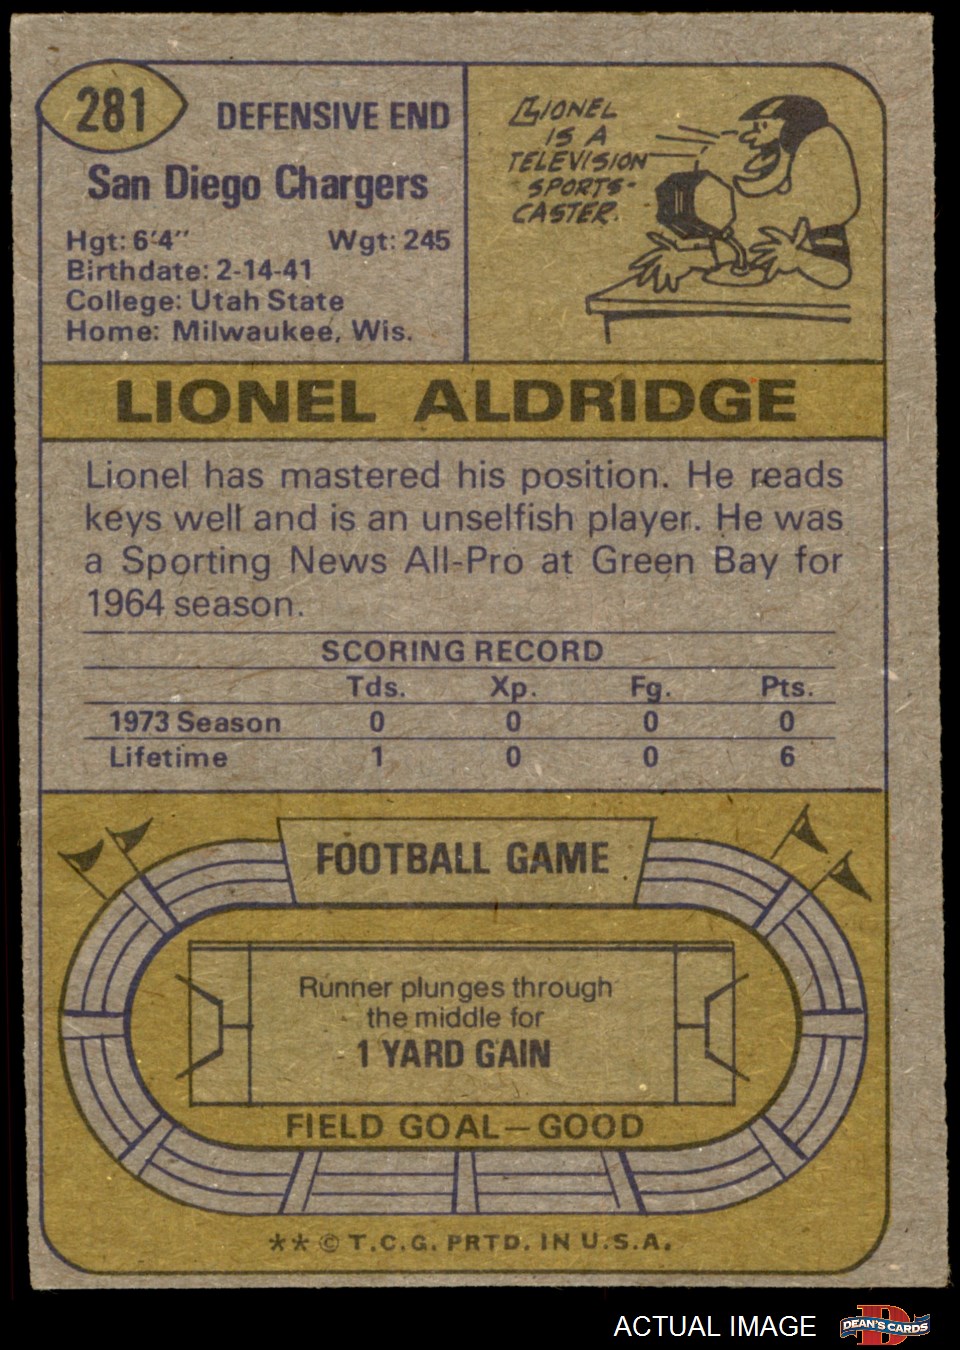 281
DEFENSIVE END
San Diego Chargers
Hgt: 6'4" Wgt: 245
Birthdate: 2-14-41
College: Utah State
Home: Milwaukee, Wis.
LIONEL
IS A
TELEVISION
SPORTS-
CASTER.
LIONEL ALDRIDGE
Lionel has mastered his position. He reads
keys well and is an unselfish player. He was
a Sporting News All-Pro at Green Bay for
1964 season.
SCORING RECORD
Tds. Xp. Fg. Pts.
1973 Season 0 0 0 0
Lifetime 1 0 0 6
FOOTBALL GAME
Runner plunges through
the middle for
1 YARD GAIN
FIELD GOAL—GOOD
** © T.C.G. PRTD. IN U.S.A.
ACTUAL IMAGE
D
DEAN'S CARDS